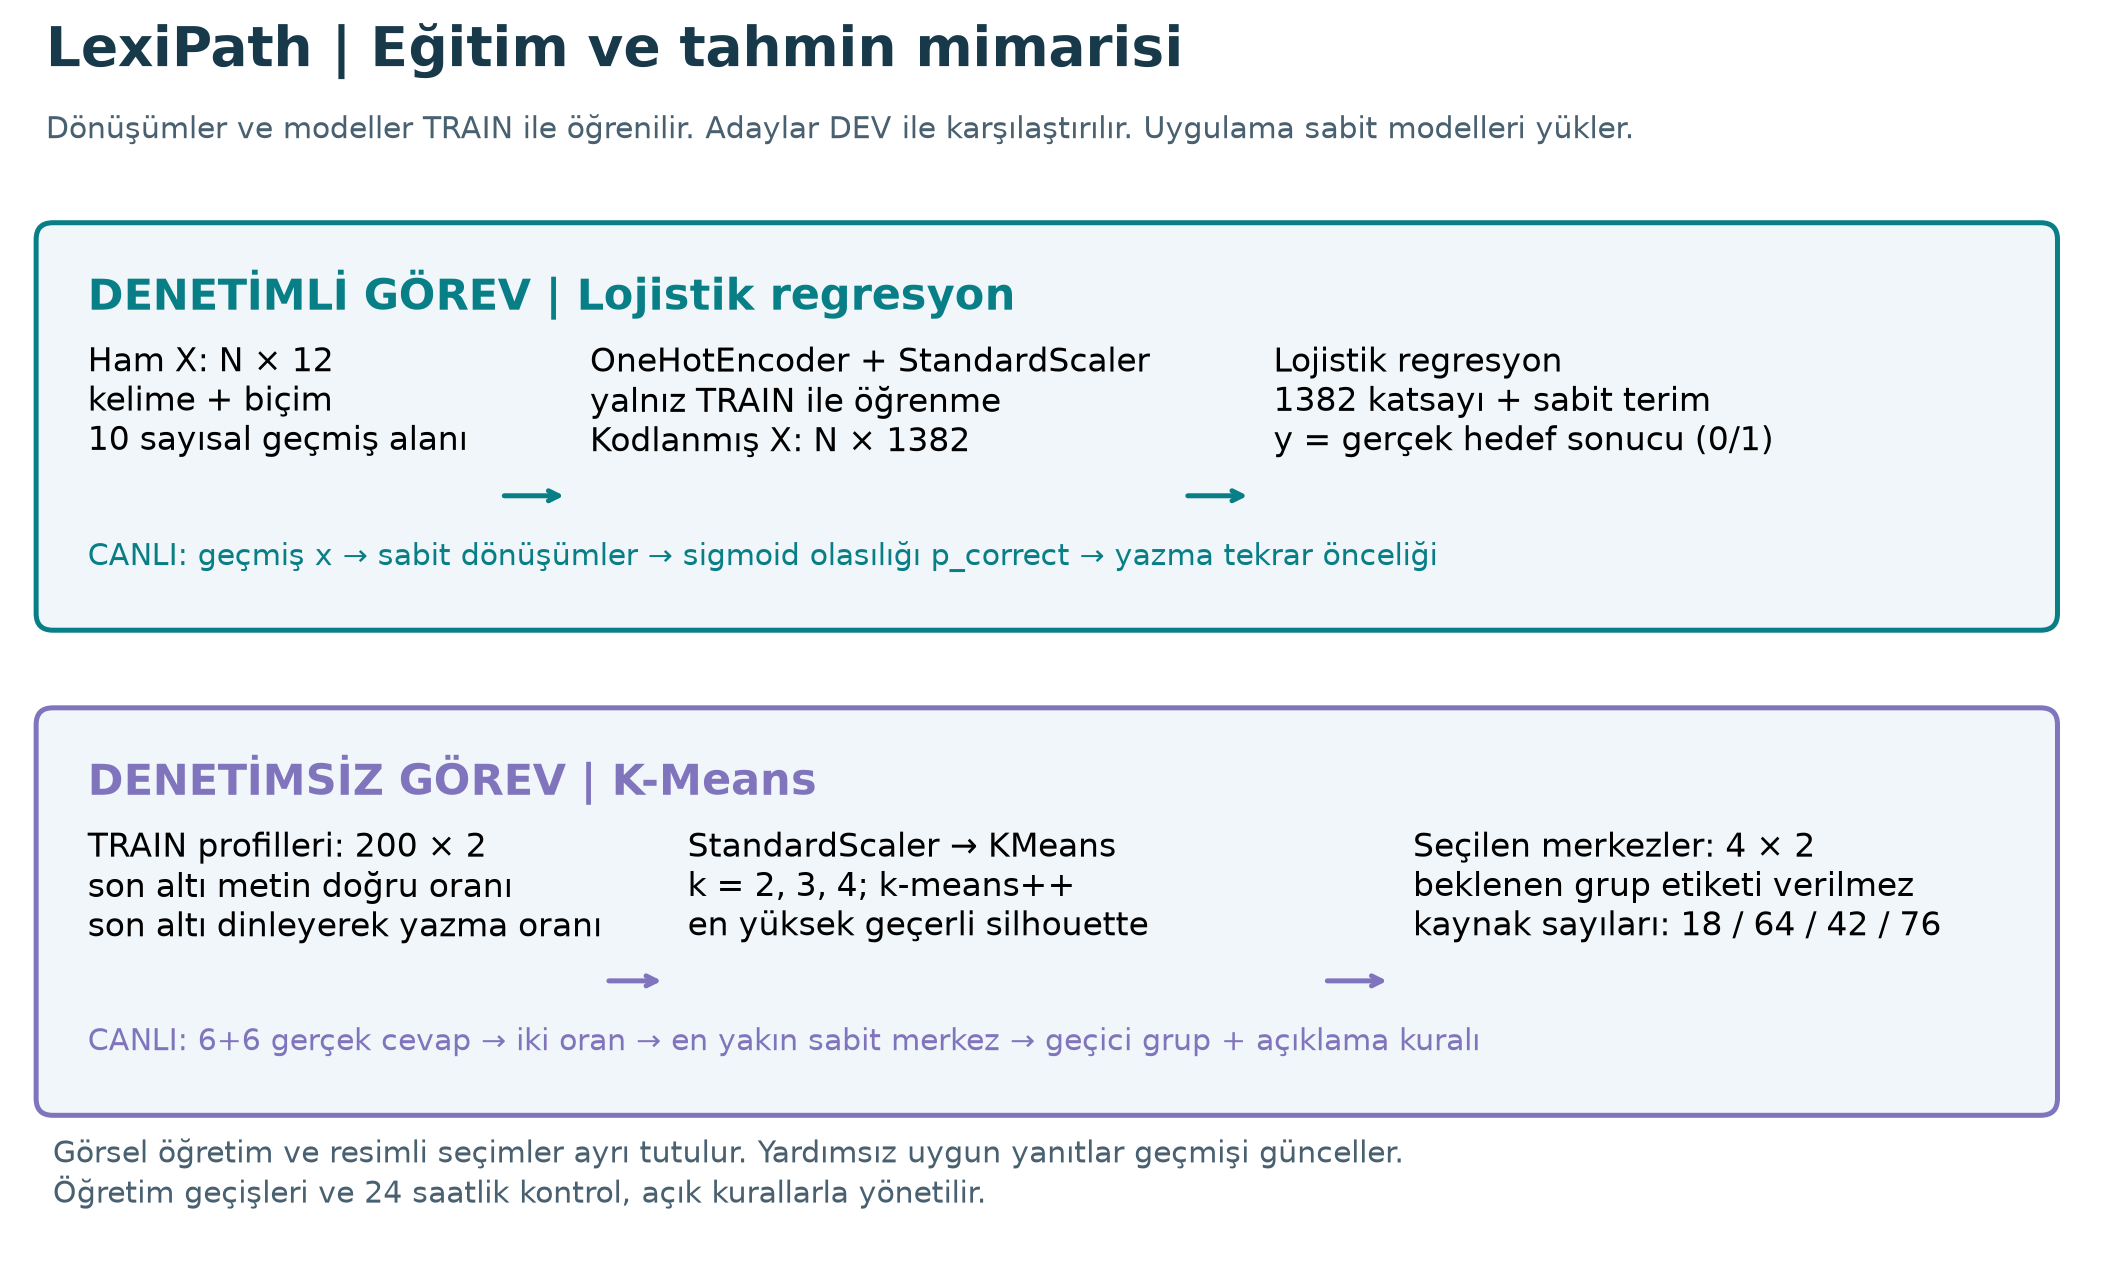 LexiPath | Eğitim ve tahmin mimarisi
Dönüşümler ve modeller TRAIN ile öğrenilir. Adaylar DEV ile karşılaştırılır. Uygulama sabit modelleri yükler.
DENETİMLİ GÖREV | Lojistik regresyon
Ham X: N × 12
kelime + biçim
10 sayısal geçmiş alanı
OneHotEncoder + StandardScaler
yalnız TRAIN ile öğrenme
Kodlanmış X: N × 1382
Lojistik regresyon
1382 katsayı + sabit terim
y = gerçek hedef sonucu (0/1)
CANLI: geçmiş x → sabit dönüşümler → sigmoid olasılığı p_correct → yazma tekrar önceliği
DENETİMSİZ GÖREV | K-Means
TRAIN profilleri: 200 × 2
son altı metin doğru oranı
son altı dinleyerek yazma oranı
StandardScaler → KMeans
k = 2, 3, 4; k-means++
en yüksek geçerli silhouette
Seçilen merkezler: 4 × 2
beklenen grup etiketi verilmez
kaynak sayıları: 18 / 64 / 42 / 76
CANLI: 6+6 gerçek cevap → iki oran → en yakın sabit merkez → geçici grup + açıklama kuralı
Görsel öğretim ve resimli seçimler ayrı tutulur. Yardımsız uygun yanıtlar geçmişi günceller.
Öğretim geçişleri ve 24 saatlik kontrol, açık kurallarla yönetilir.